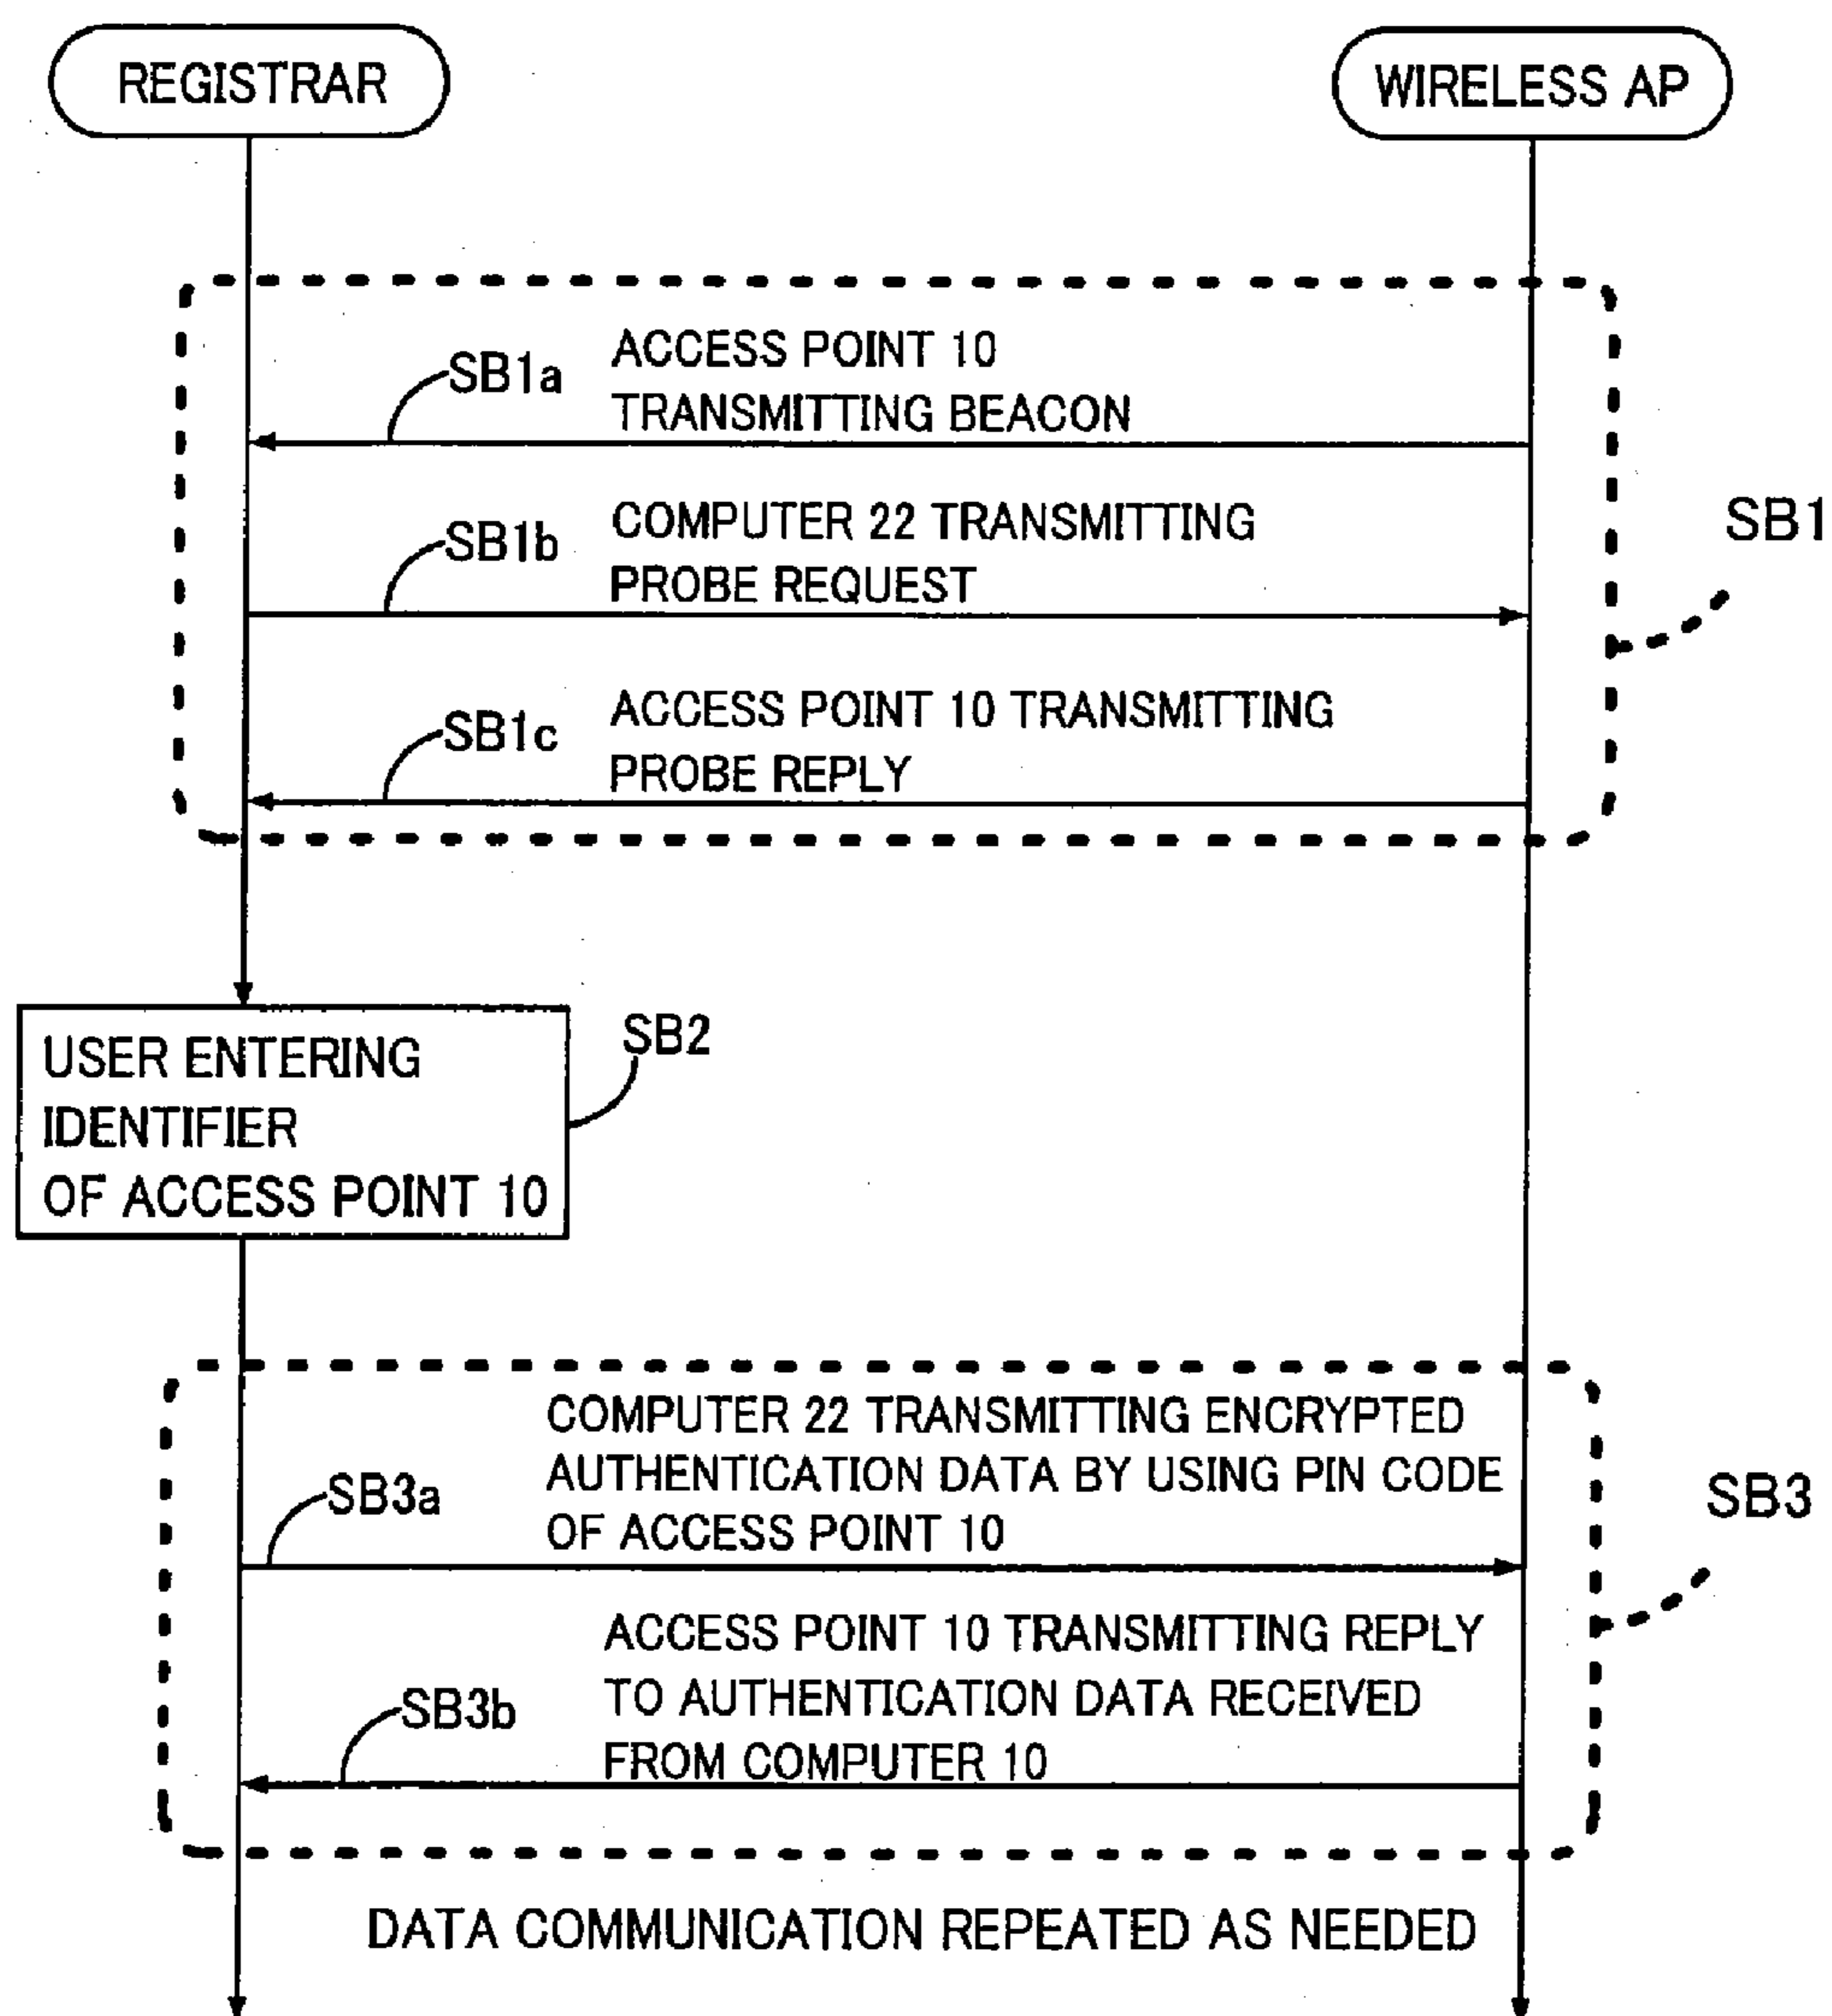 REGISTRAR
WIRELESS AP
SB1a
ACCESS POINT 10
TRANSMITTING BEACON
SB1
SB1b
COMPUTER 22 TRANSMITTING
PROBE REQUEST
SB1c
ACCESS POINT 10 TRANSMITTING
PROBE REPLY
SB2
USER ENTERING
IDENTIFIER
OF ACCESS POINT 10
SB3a
COMPUTER 22 TRANSMITTING ENCRYPTED
AUTHENTICATION DATA BY USING PIN CODE
OF ACCESS POINT 10
SB3
SB3b
ACCESS POINT 10 TRANSMITTING REPLY
TO AUTHENTICATION DATA RECEIVED
FROM COMPUTER 10
DATA COMMUNICATION REPEATED AS NEEDED